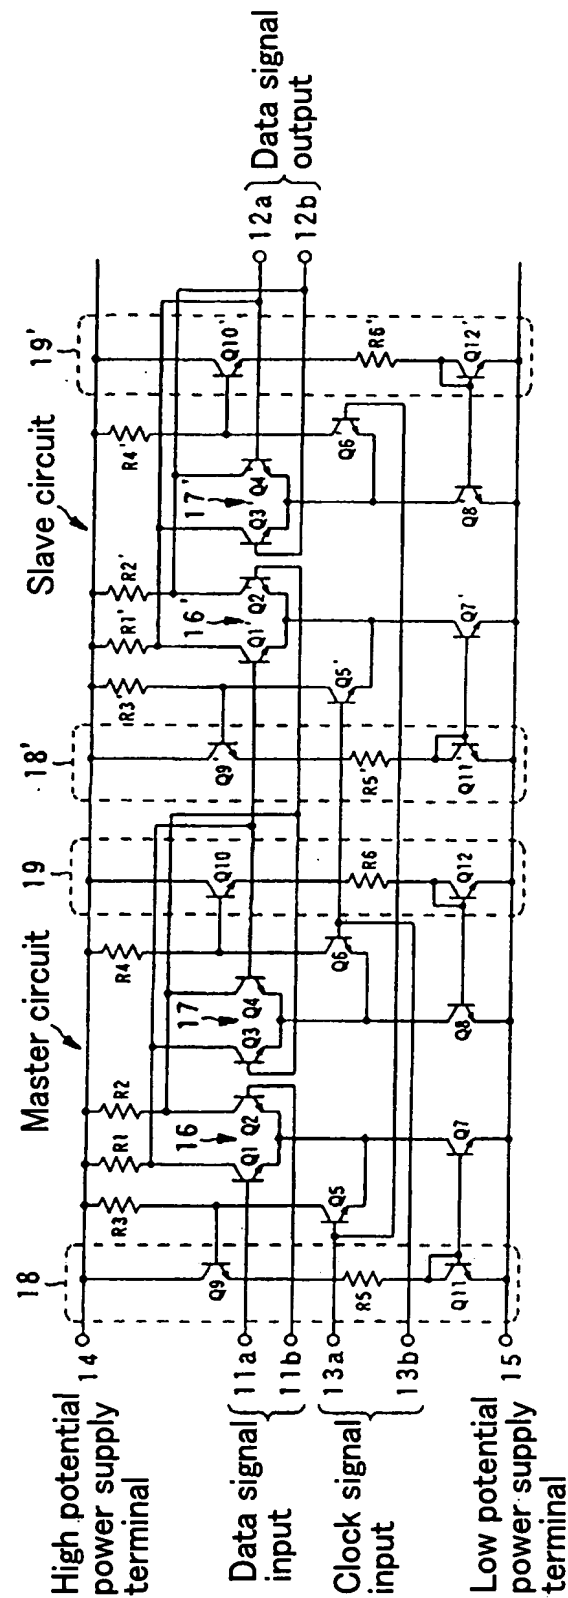 Master circuit
Slave circuit
18
19
18'
19'
High potential
power supply
terminal
14
R3
R1
R2
R4
R3'
R1'
R2'
R4'
16
17
16'
17'
Q9
Q1
Q2
Q3
Q4
Q10
Q9'
Q1'
Q2'
Q3'
Q4'
Q10'
Data signal
input
11a
11b
Data signal
output
12a
12b
Clock signal
input
13a
13b
Q5
Q6
Q5'
Q6'
R5
R6
R5'
R6'
Q11
Q7
Q8
Q12
Q11'
Q7'
Q8'
Q12'
Low potential
power supply
terminal
15